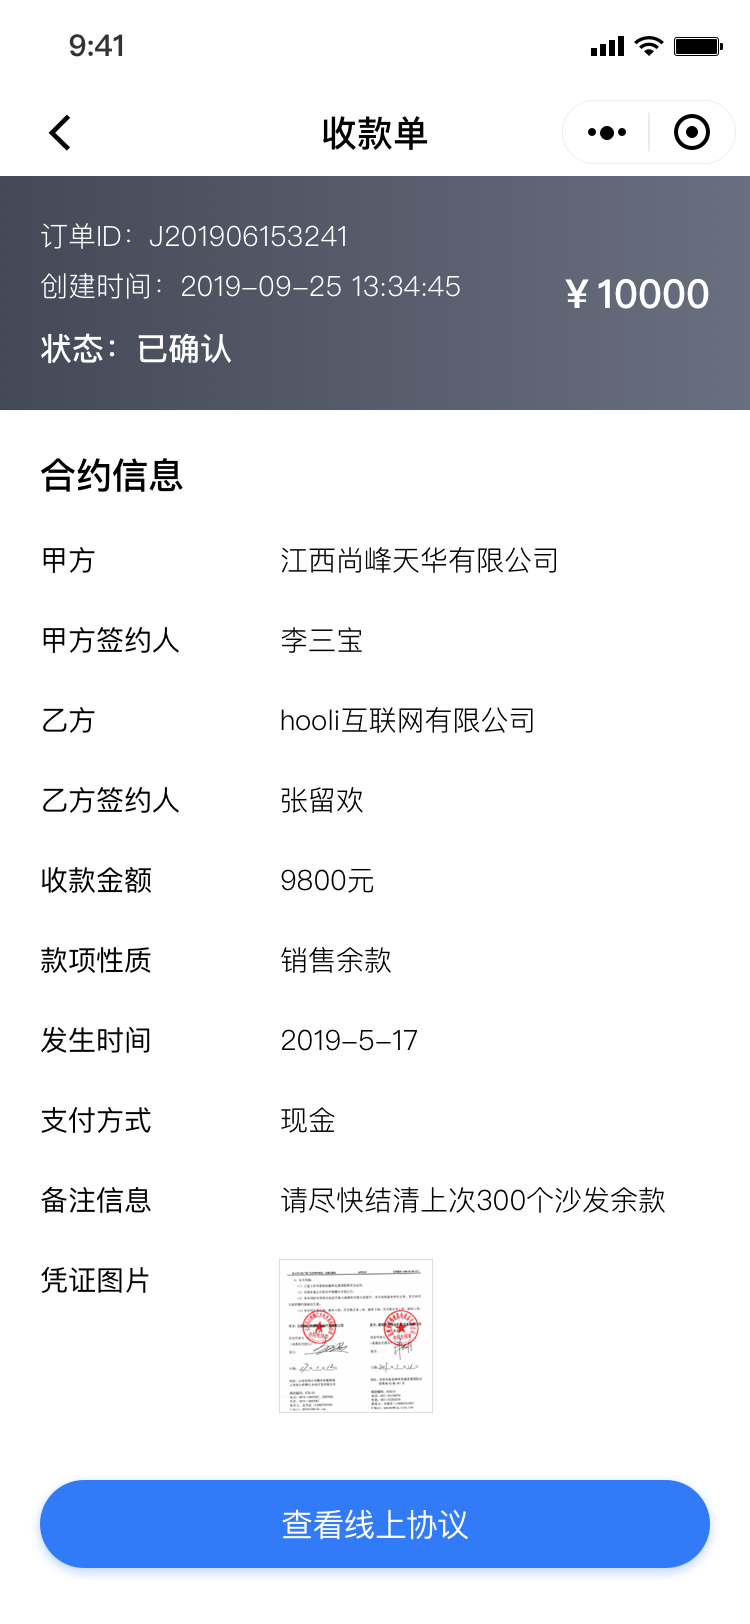 9:41
收款单
订单ID：J201906153241
创建时间：2019-09-25 13:34:45
¥10000
状态：已确认
合约信息
甲方 江西尚峰天华有限公司
甲方签约人 李三宝
乙方 hooli互联网有限公司
乙方签约人 张留欢
收款金额 9800元
款项性质 销售余款
发生时间 2019-5-17
支付方式 现金
备注信息 请尽快结清上次300个沙发余款
凭证图片
查看线上协议